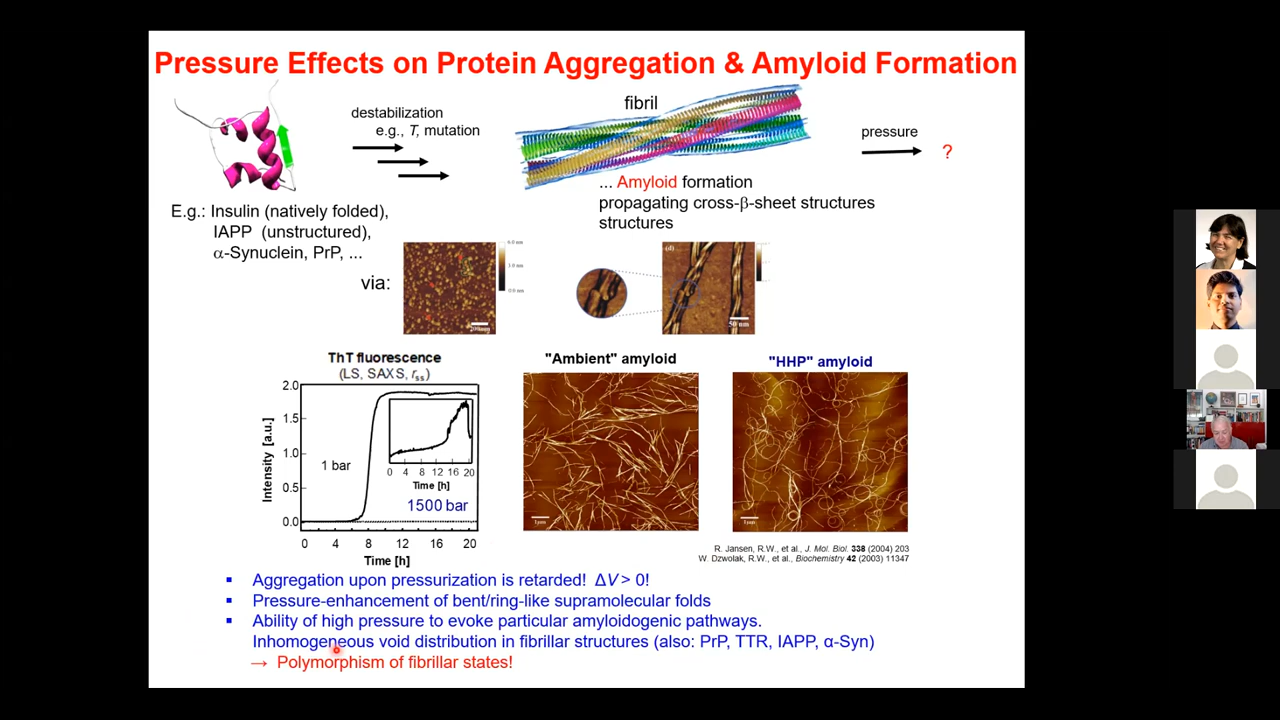 Pressure Effects on Protein Aggregation & Amyloid Formation
destabilization
e.g., T, mutation
fibril
pressure
?
... Amyloid formation
propagating cross-β-sheet structures
structures
E.g.: Insulin (natively folded),
IAPP (unstructured),
α-Synuclein, PrP, ...
via:
200nm
50 nm
ThT fluorescence
(LS, SAXS, rss)
2.0
1.5
1.0
0.5
0.0
Intensity [a.u.]
1 bar
0 4 8 12 16 20
Time [h]
1500 bar
0 4 8 12 16 20
Time [h]
"Ambient" amyloid
1μm
"HHP" amyloid
1μm
R. Jansen, R.W., et al., J. Mol. Biol. 338 (2004) 203
W. Dzwolak, R.W., et al., Biochemistry 42 (2003) 11347
▪ Aggregation upon pressurization is retarded! ΔV > 0!
▪ Pressure-enhancement of bent/ring-like supramolecular folds
▪ Ability of high pressure to evoke particular amyloidogenic pathways.
Inhomogeneous void distribution in fibrillar structures (also: PrP, TTR, IAPP, α-Syn)
→ Polymorphism of fibrillar states!